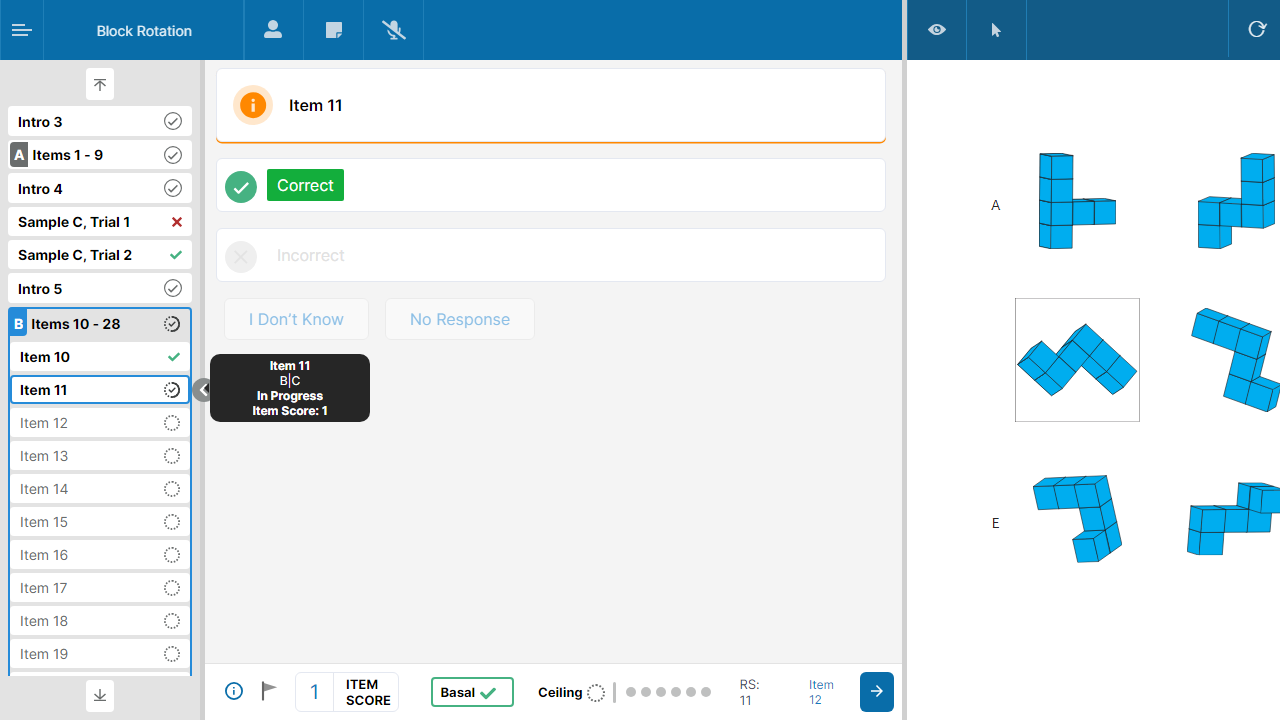 Block Rotation
Intro 3
A Items 1 - 9
Intro 4
Sample C, Trial 1
Sample C, Trial 2
Intro 5
B Items 10 - 28
Item 10
Item 11
Item 12
Item 13
Item 14
Item 15
Item 16
Item 17
Item 18
Item 19
Item 11
Correct
Incorrect
I Don't Know
No Response
Item 11
B|C
In Progress
Item Score: 1
1 ITEM SCORE
Basal
Ceiling
RS: 11
Item 12
A
E